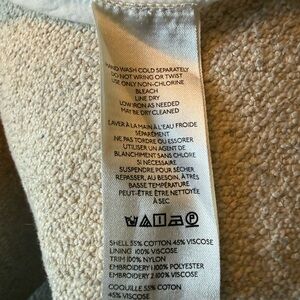 HAND WASH COLD SEPARATELY
DO NOT WRING OR TWIST
USE ONLY NON-CHLORINE
BLEACH
LINE DRY
LOW IRON AS NEEDED
MAY BE DRY CLEANED
LAVER À LA MAIN À L'EAU FROIDE
SÉPARÉMENT
NE PAS TORDRE OU ESSORER
UTILISER UN AGENT DE
BLANCHIMENT SANS CHLORE
SI NÉCESSAIRE
SUSPENDRE POUR SÉCHER
REPASSER, AU BESOIN, À TRÈS
BASSE TEMPÉRATURE
PEUT-ÊTRE ÊTRE NETTOYÉE
À SEC
SHELL 55% COTTON 45% VISCOSE
LINING 100% VISCOSE
TRIM 100% NYLON
EMBROIDERY 1 100% POLYESTER
EMBROIDERY 2 100% VISCOSE
COQUILLE 55% COTON
45% VISCOSE